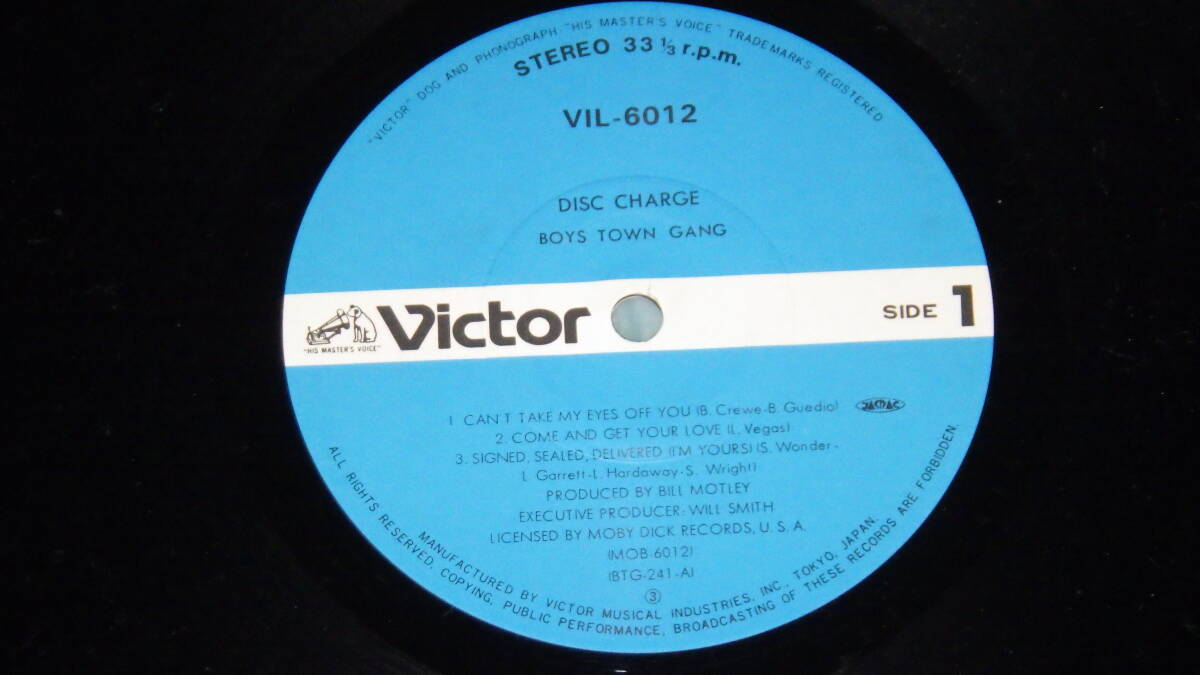 "VICTOR" DOG AND PHONOGRAPH "HIS MASTER'S VOICE" TRADEMARKS REGISTERED
STEREO 33 1/3 r.p.m.
VIL-6012
DISC CHARGE
BOYS TOWN GANG
"HIS MASTER'S VOICE"
Victor
SIDE 1
1 CAN'T TAKE MY EYES OFF YOU (B. Crewe-B. Guedio)
JASRAC
2. COME AND GET YOUR LOVE (L. Vegas)
3. SIGNED, SEALED, DELIVERED (I'M YOURS) (S. Wonder-
L. Garrett-L. Hardaway-S. Wright)
PRODUCED BY BILL MOTLEY
EXECUTIVE PRODUCER: WILL SMITH
LICENSED BY MOBY DICK RECORDS, U.S.A.
(MOB-6012)
(BTG-241-A)
③
MANUFACTURED BY VICTOR MUSICAL INDUSTRIES, INC., TOKYO, JAPAN.
ALL RIGHTS RESERVED. COPYING, PUBLIC PERFORMANCE, BROADCASTING OF THESE RECORDS ARE FORBIDDEN.